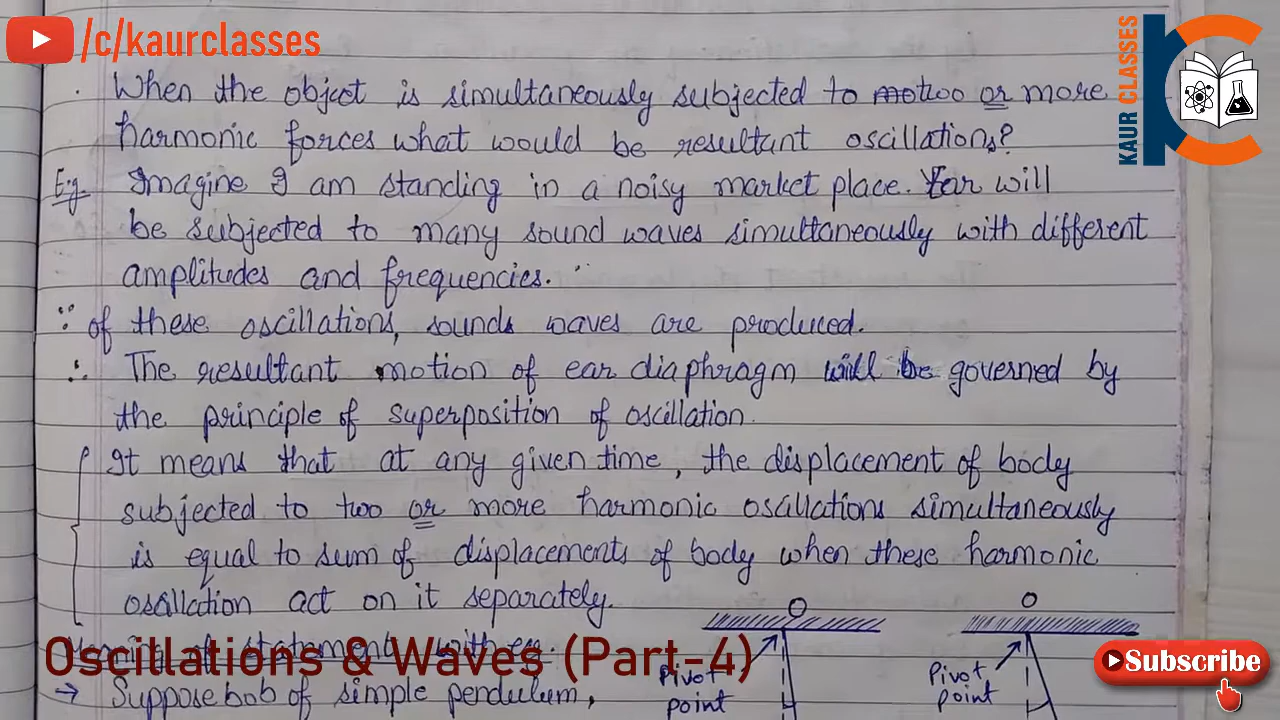 /c/kaurclasses
KAUR CLASSES
When the object is simultaneously subjected to two or more
harmonic forces what would be resultant oscillations?
E.g. Imagine I am standing in a noisy market place. Ear will
be subjected to many sound waves simultaneously with different
amplitudes and frequencies.
∵ of these oscillations, sounds waves are produced.
∴ The resultant motion of ear diaphragm will be governed by
the principle of superposition of oscillation.
It means that at any given time, the displacement of body
subjected to two or more harmonic oscillations simultaneously
is equal to sum of displacements of body when these harmonic
oscillation act on it separately.
O O
of statement with eg.
Oscillations & Waves (Part-4)
Pivot point
Pivot point
Subscribe
→ Suppose bob of simple pendulum,